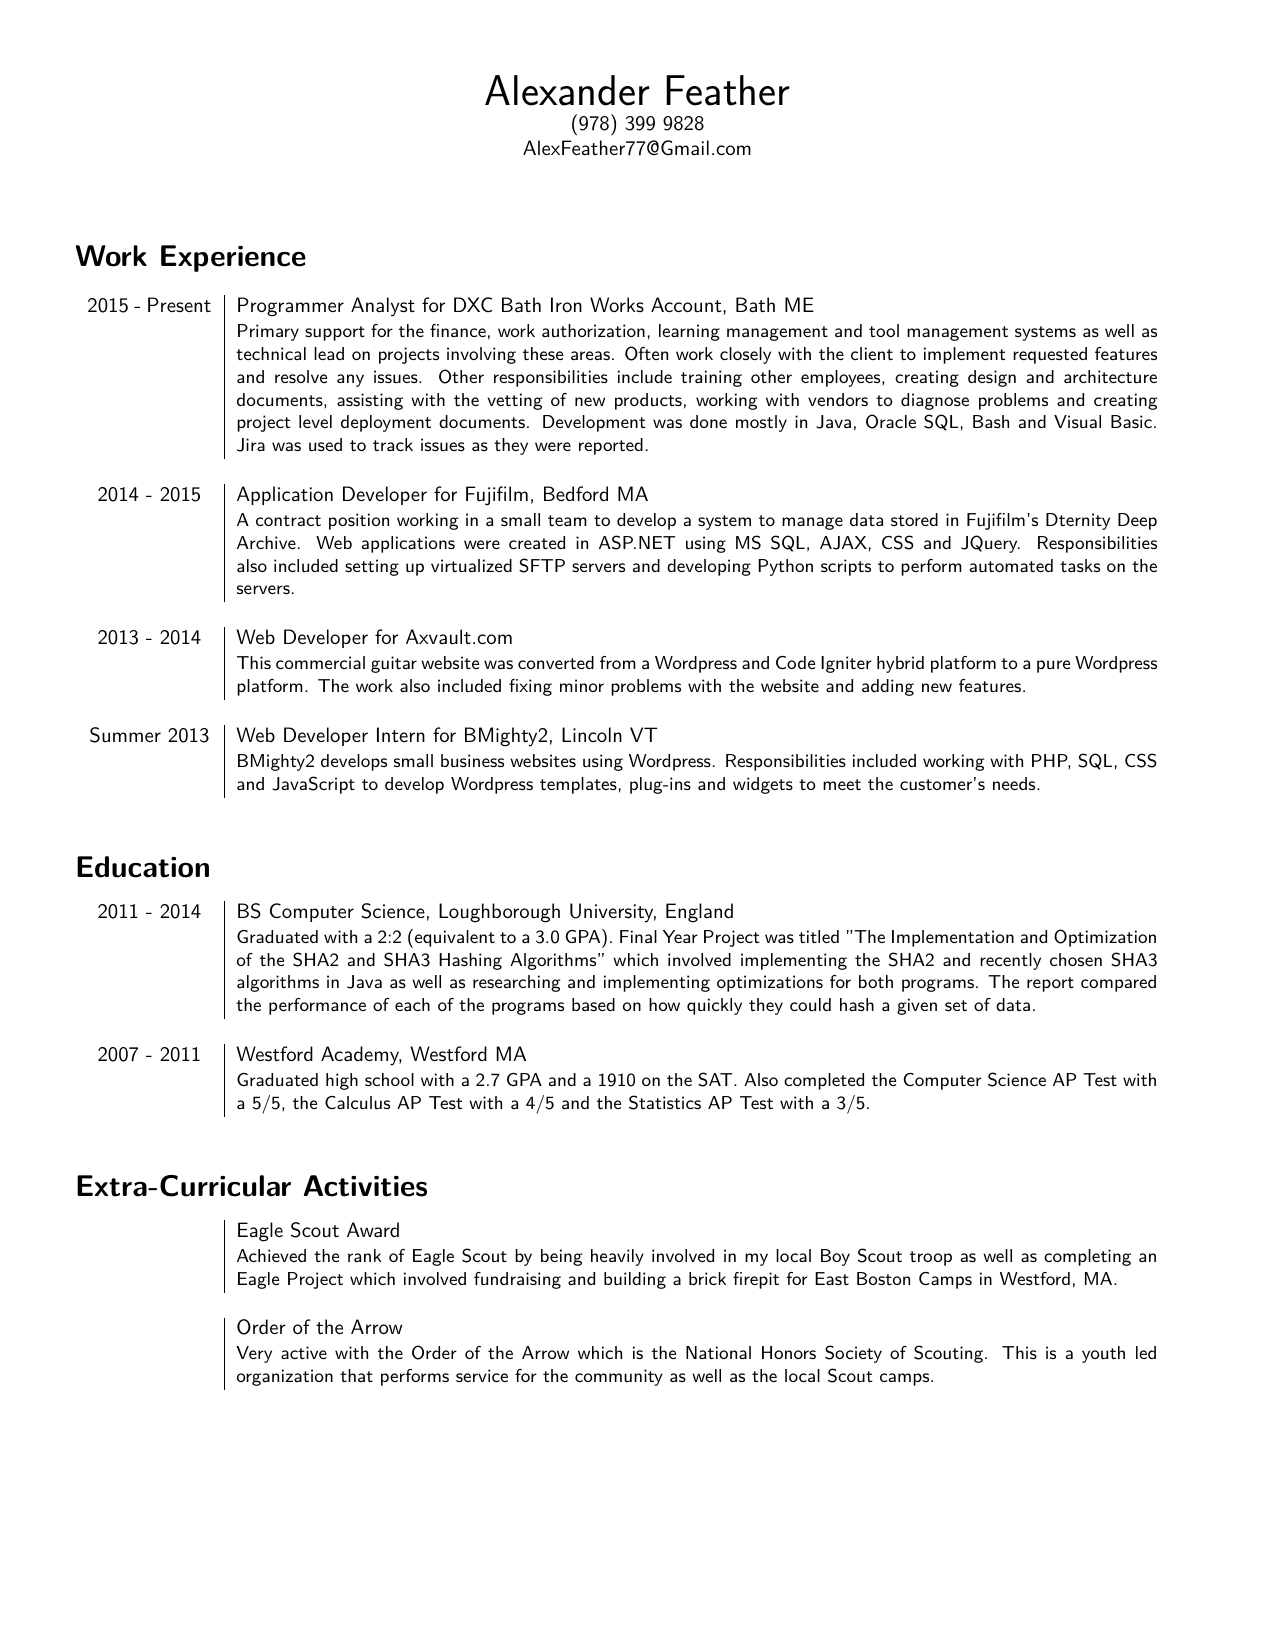 Alexander Feather
(978) 399 9828
AlexFeather77@Gmail.com
Work Experience
2015 - Present
Programmer Analyst for DXC Bath Iron Works Account, Bath ME
Primary support for the finance, work authorization, learning management and tool management systems as well as
technical lead on projects involving these areas. Often work closely with the client to implement requested features
and resolve any issues. Other responsibilities include training other employees, creating design and architecture
documents, assisting with the vetting of new products, working with vendors to diagnose problems and creating
project level deployment documents. Development was done mostly in Java, Oracle SQL, Bash and Visual Basic.
Jira was used to track issues as they were reported.
2014 - 2015
Application Developer for Fujifilm, Bedford MA
A contract position working in a small team to develop a system to manage data stored in Fujifilm's Dternity Deep
Archive. Web applications were created in ASP.NET using MS SQL, AJAX, CSS and JQuery. Responsibilities
also included setting up virtualized SFTP servers and developing Python scripts to perform automated tasks on the
servers.
2013 - 2014
Web Developer for Axvault.com
This commercial guitar website was converted from a Wordpress and Code Igniter hybrid platform to a pure Wordpress
platform. The work also included fixing minor problems with the website and adding new features.
Summer 2013
Web Developer Intern for BMighty2, Lincoln VT
BMighty2 develops small business websites using Wordpress. Responsibilities included working with PHP, SQL, CSS
and JavaScript to develop Wordpress templates, plug-ins and widgets to meet the customer's needs.
Education
2011 - 2014
BS Computer Science, Loughborough University, England
Graduated with a 2:2 (equivalent to a 3.0 GPA). Final Year Project was titled "The Implementation and Optimization
of the SHA2 and SHA3 Hashing Algorithms" which involved implementing the SHA2 and recently chosen SHA3
algorithms in Java as well as researching and implementing optimizations for both programs. The report compared
the performance of each of the programs based on how quickly they could hash a given set of data.
2007 - 2011
Westford Academy, Westford MA
Graduated high school with a 2.7 GPA and a 1910 on the SAT. Also completed the Computer Science AP Test with
a 5/5, the Calculus AP Test with a 4/5 and the Statistics AP Test with a 3/5.
Extra-Curricular Activities
Eagle Scout Award
Achieved the rank of Eagle Scout by being heavily involved in my local Boy Scout troop as well as completing an
Eagle Project which involved fundraising and building a brick firepit for East Boston Camps in Westford, MA.
Order of the Arrow
Very active with the Order of the Arrow which is the National Honors Society of Scouting. This is a youth led
organization that performs service for the community as well as the local Scout camps.